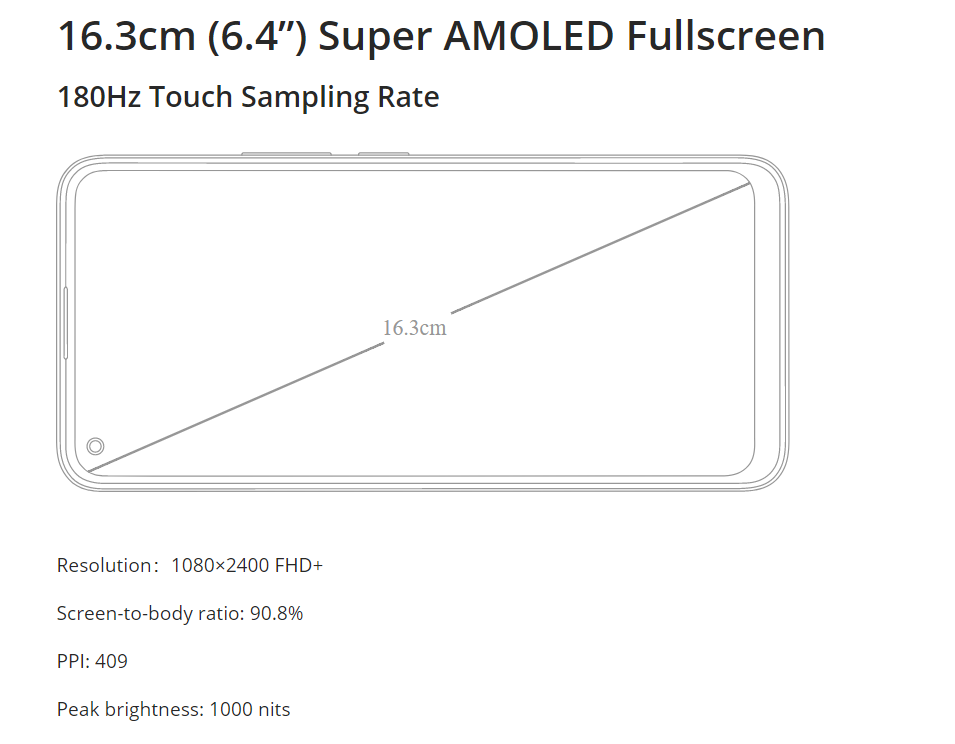 16.3cm (6.4”) Super AMOLED Fullscreen
180Hz Touch Sampling Rate
16.3cm
Resolution：1080×2400 FHD+
Screen-to-body ratio: 90.8%
PPI: 409
Peak brightness: 1000 nits